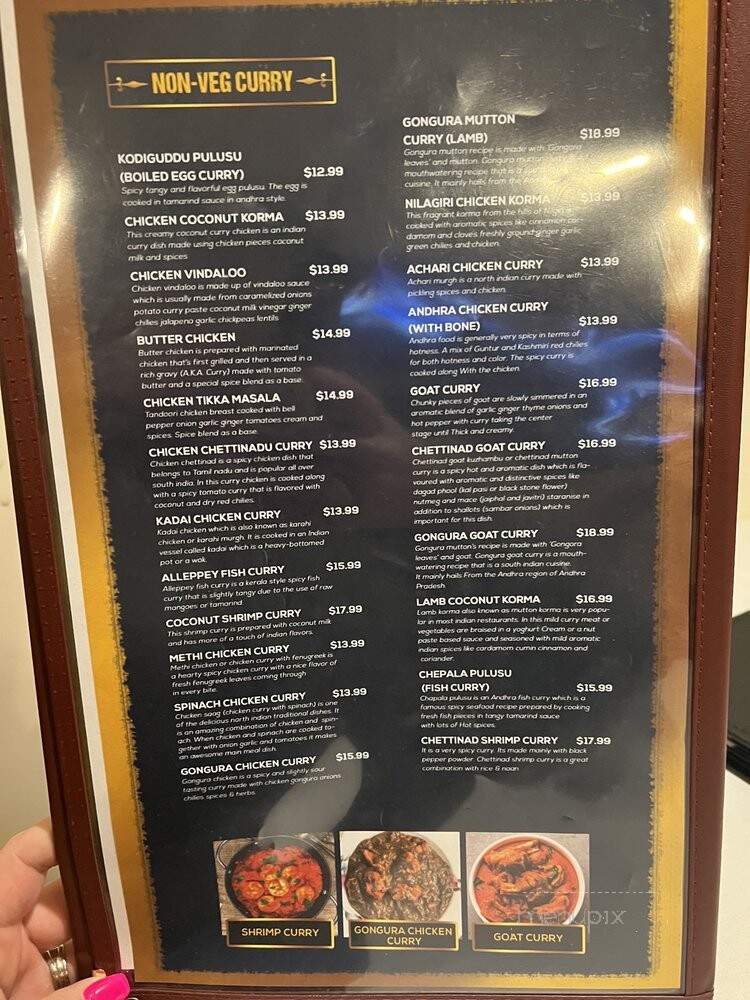 NON-VEG CURRY
KODIGUDDU PULUSU
(BOILED EGG CURRY) $12.99
Spicy tangy and flavorful egg pulusu. The egg is
cooked in tamarind sauce in andhra style.
CHICKEN COCONUT KORMA $13.99
This creamy coconut curry chicken is an indian
curry dish made using chicken pieces coconut
milk and spices
CHICKEN VINDALOO $13.99
Chicken vindaloo is made up of vindaloo sauce
which is usually made from caramelized onions
potato curry paste coconut milk vinegar ginger
chilies jalapeno garlic chickpeas lentils
BUTTER CHICKEN $14.99
Butter chicken is prepared with marinated
chicken that's first grilled and then served in a
rich gravy (A.K.A. Curry) made with tomato
butter and a special spice blend as a base.
CHICKEN TIKKA MASALA $14.99
Tandoori chicken breast cooked with bell
pepper onion garlic ginger tomatoes cream and
spices. Spice blend as a base.
CHICKEN CHETTINADU CURRY $13.99
Chicken chettinad is a spicy chicken dish that
belongs to Tamil nadu and is popular all over
south india. In this curry chicken is cooked along
with a spicy tomato curry that is flavored with
coconut and dry red chilies.
KADAI CHICKEN CURRY $13.99
Kadai chicken which is also known as karahi
chicken or karahi murgh. It is cooked in an Indian
vessel called kadai which is a heavy-bottomed
pot or a wok.
ALLEPPEY FISH CURRY $15.99
Alleppey fish curry is a kerala style spicy fish
curry that is slightly tangy due to the use of raw
mangoes or tamarind.
COCONUT SHRIMP CURRY $17.99
This shrimp curry is prepared with coconut milk
and has more of a touch of indian flavors.
METHI CHICKEN CURRY $13.99
Methi chicken or chicken curry with fenugreek is
a hearty spicy chicken curry with a nice flavor of
fresh fenugreek leaves coming through
in every bite.
SPINACH CHICKEN CURRY $13.99
Chicken saag (chicken curry with spinach) is one
of the delicious north indian traditional dishes. It
is an amazing combination of chicken and spin-
ach. When chicken and spinach are cooked to-
gether with onion garlic and tomatoes it makes
an awesome main meal dish.
GONGURA CHICKEN CURRY $15.99
Gongura chicken is a spicy and slightly sour
tasting curry made with chicken gongura onions
chilies spices & herbs.
GONGURA MUTTON
CURRY (LAMB) $18.99
Gongura mutton recipe is made with 'Gongora
leaves' and mutton. Gongura mutton
mouthwatering recipe that is a
cuisine. It mainly hails from the
NILAGIRI CHICKEN KORMA $13.99
This fragrant korma from the hills of
cooked with aromatic spices like cinnamon car-
damom and cloves freshly ground ginger garlic
green chilies and chicken.
ACHARI CHICKEN CURRY $13.99
Achari murgh is a north indian curry made with
pickling spices and chicken.
ANDHRA CHICKEN CURRY
(WITH BONE) $13.99
Andhra food is generally very spicy in terms of
hotness. A mix of Guntur and Kashmiri red chilies
for both hotness and color. The spicy curry is
cooked along With the chicken.
GOAT CURRY $16.99
Chunky pieces of goat are slowly simmered in an
aromatic blend of garlic ginger thyme onions and
hot pepper with curry taking the center
stage until Thick and creamy.
CHETTINAD GOAT CURRY $16.99
Chettinad goat kuzhambu or chettinad mutton
curry is a spicy hot and aromatic dish which is fla-
voured with aromatic and distinctive spices like
dagad phool (kal pasi or black stone flower)
nutmeg and mace (jaiphal and javitri) staranise in
addition to shallots (sambar onions) which is
important for this dish.
GONGURA GOAT CURRY $18.99
Gongura mutton's recipe is made with 'Gongora
leaves' and goat. Gongura goat curry is a mouth-
watering recipe that is a south indian cuisine.
It mainly hails From the Andhra region of Andhra
Pradesh.
LAMB COCONUT KORMA $16.99
Lamb korma also known as mutton korma is very popu-
lar in most indian restaurants. In this mild curry meat or
vegetables are braised in a yoghurt Cream or a nut
paste based sauce and seasoned with mild aromatic
indian spices like cardamom cumin cinnamon and
coriander.
CHEPALA PULUSU
(FISH CURRY) $15.99
Chapala pulusu is an Andhra fish curry which is a
famous spicy seafood recipe prepared by cooking
fresh fish pieces in tangy tamarind sauce
with lots of Hot spices.
CHETTINAD SHRIMP CURRY $17.99
It is a very spicy curry. Its made mainly with black
pepper powder. Chettinad shrimp curry is a great
combination with rice & naan
SHRIMP CURRY
GONGURA CHICKEN
CURRY
GOAT CURRY
menupix